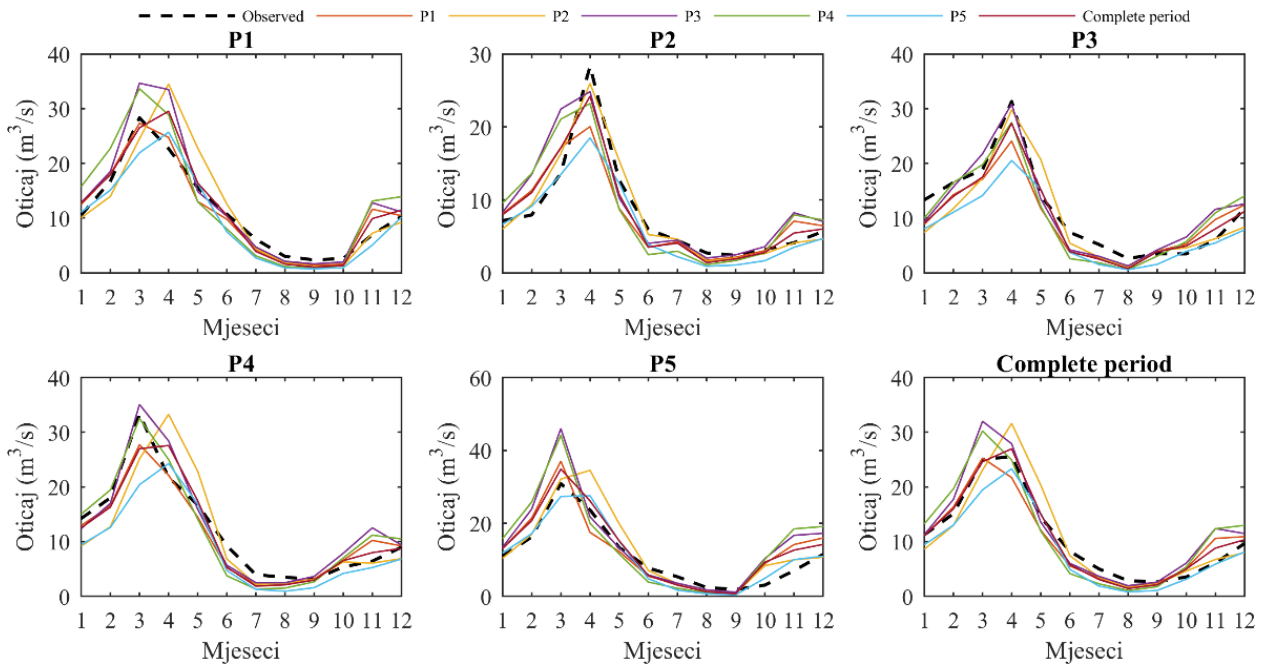 Observed P1 P2 P3 P4 P5 Complete period
P1 P2 P3
40 30 40
30 20 30
20 10 20
10 0 10
0 0
Oticaj (m³/s) Oticaj (m³/s) Oticaj (m³/s)
1 2 3 4 5 6 7 8 9 10 11 12 1 2 3 4 5 6 7 8 9 10 11 12 1 2 3 4 5 6 7 8 9 10 11 12
Mjeseci Mjeseci Mjeseci
P4 P5 Complete period
40 60 40
30 40 30
20 20 20
10 0 10
0 0
Oticaj (m³/s) Oticaj (m³/s) Oticaj (m³/s)
1 2 3 4 5 6 7 8 9 10 11 12 1 2 3 4 5 6 7 8 9 10 11 12 1 2 3 4 5 6 7 8 9 10 11 12
Mjeseci Mjeseci Mjeseci